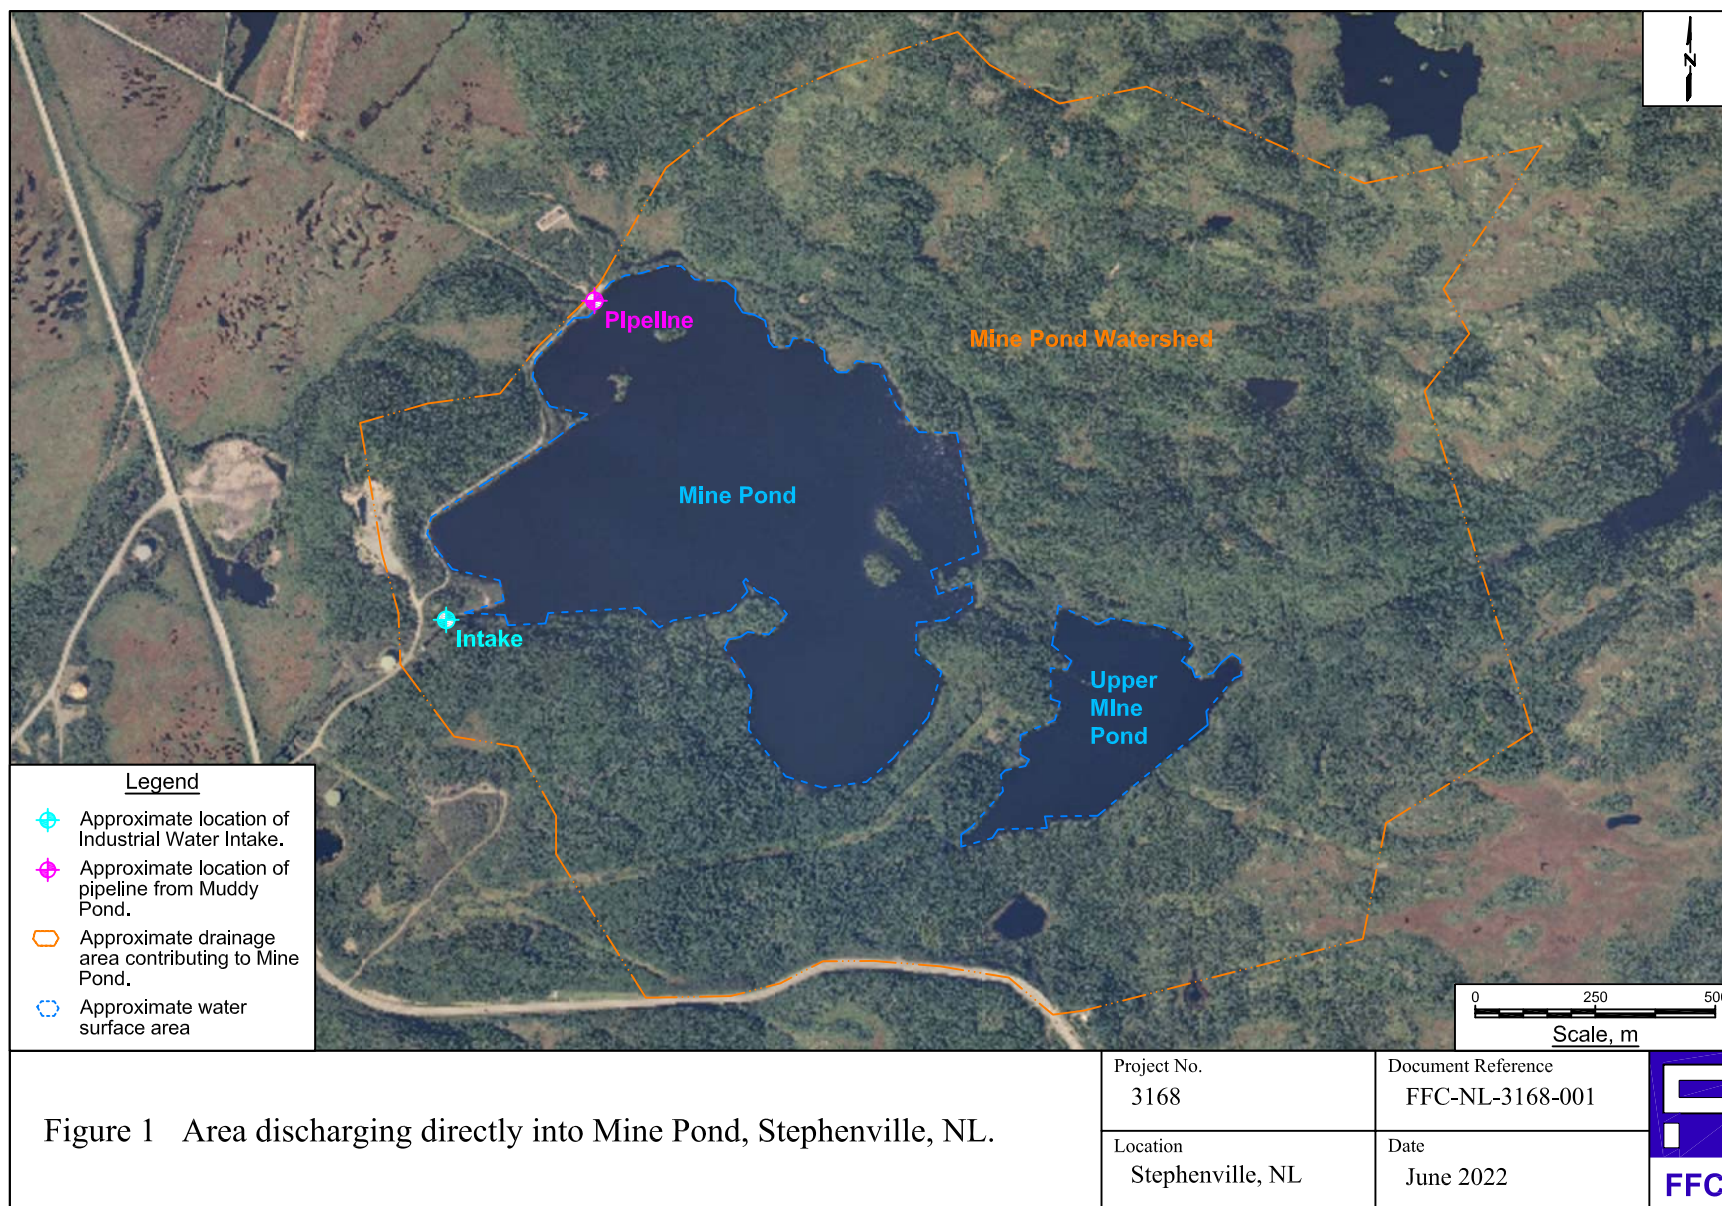 N
Pipeline
Mine Pond Watershed
Mine Pond
Intake
Upper
Mine
Pond
Legend
Approximate location of
Industrial Water Intake.
Approximate location of
pipeline from Muddy
Pond.
Approximate drainage
area contributing to Mine
Pond.
Approximate water
surface area
0 250 500
Scale, m
Figure 1 Area discharging directly into Mine Pond, Stephenville, NL.
Project No.
3168
Document Reference
FFC-NL-3168-001
Location
Stephenville, NL
Date
June 2022
FFC